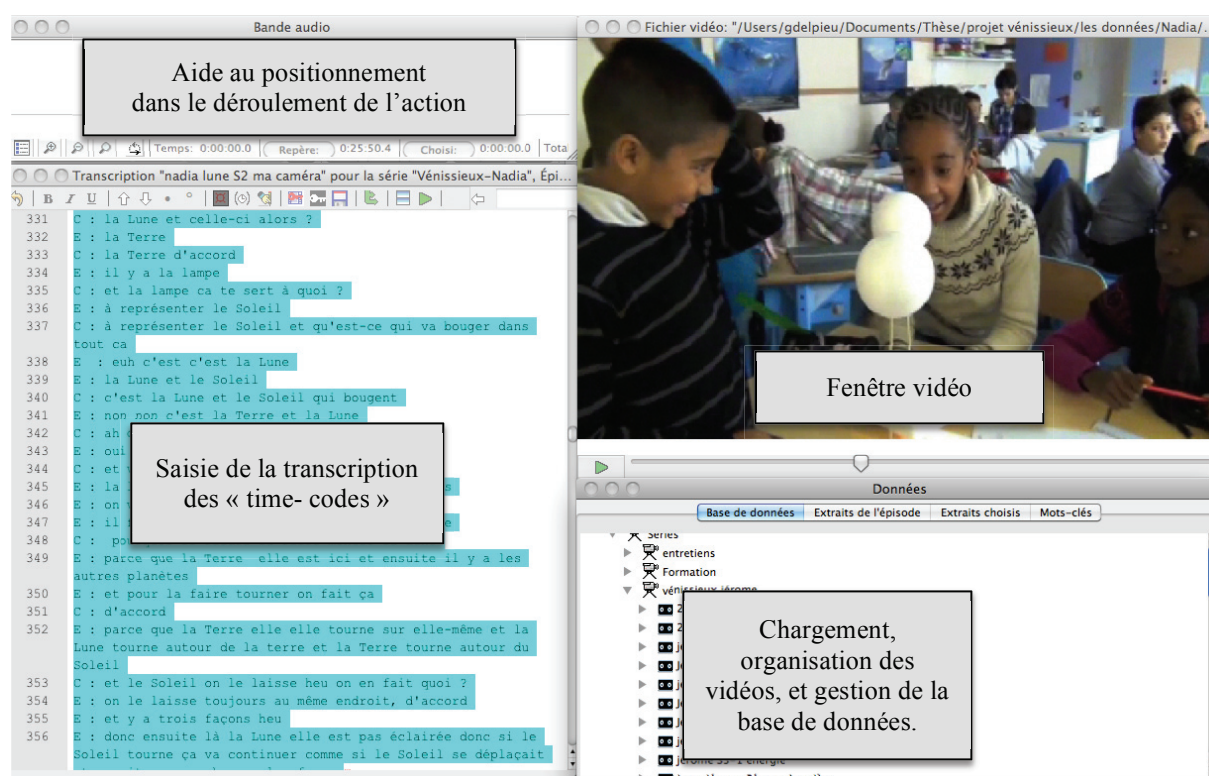 Bande audio
Aide au positionnement
dans le déroulement de l’action
Temps: 0:00:00.0 Repère: 0:25:50.4 Choisi: 0:00:00.0 Tota
Transcription "nadia lune S2 ma caméra" pour la série "Vénissieux-Nadia", Épi...
B I U
331 C : la Lune et celle-ci alors ?
332 E : la Terre
333 C : la Terre d'accord
334 E : il y a la lampe
335 C : et la lampe ca te sert à quoi ?
336 E : à représenter le Soleil
337 C : à représenter le Soleil et qu'est-ce qui va bouger dans
tout ca
338 E : euh c'est c'est la Lune
339 E : la Lune et le Soleil
340 C : c'est la Lune et le Soleil qui bougent
341 E : non non c'est la Terre et la Lune
342 C : ah
343 E : oui
344 C : et
345 E : la
346 E : on
347 E : il
348 C :
Saisie de la transcription
des « time- codes »
349 E : parce que la Terre elle est ici et ensuite il y a les
autres planètes
350 E : et pour la faire tourner on fait ça
351 C : d'accord
352 E : parce que la Terre elle elle tourne sur elle-même et la
Lune tourne autour de la terre et la Terre tourne autour du
Soleil
353 C : et le Soleil on le laisse heu on en fait quoi ?
354 E : on le laisse toujours au même endroit, d'accord
355 E : et y a trois façons heu
356 E : donc ensuite là la Lune elle est pas éclairée donc si le
Soleil tourne ça va continuer comme si le Soleil se déplaçait
Fichier vidéo: "/Users/gdelpieu/Documents/Thèse/projet vénissieux/les données/Nadia/...
Fenêtre vidéo
Données
Base de données Extraits de l'épisode Extraits choisis Mots-clés
Séries
entretiens
Formation
vénissieux jérome
Chargement,
organisation des
vidéos, et gestion de la
base de données.